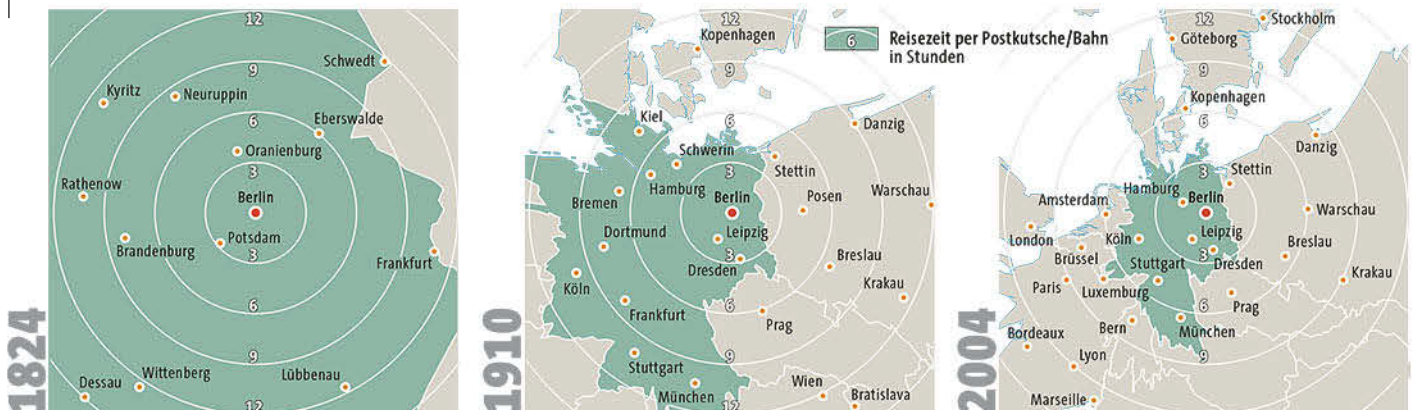 12
9
6
3
3
6
9
12
Schwedt
Kyritz
Neuruppin
Eberswalde
Oranienburg
Rathenow
Berlin
Potsdam
Brandenburg
Frankfurt
Dessau
Wittenberg
Lübbenau
1824
12
9
6
3
3
6
9
12
Kopenhagen
Kiel
Danzig
Schwerin
Stettin
Hamburg
Bremen
Berlin
Posen
Warschau
Dortmund
Leipzig
Dresden
Breslau
Köln
Krakau
Frankfurt
Prag
Stuttgart
München
Wien
Bratislava
1910
6
Reisezeit per Postkutsche/Bahn
in Stunden
12
9
6
3
3
6
9
Stockholm
Göteborg
Kopenhagen
Danzig
Stettin
Hamburg
Berlin
Amsterdam
Warschau
London
Köln
Leipzig
Brüssel
Breslau
Stuttgart
Dresden
Paris
Luxemburg
Krakau
Prag
Bern
München
Bordeaux
Lyon
Marseille
2004